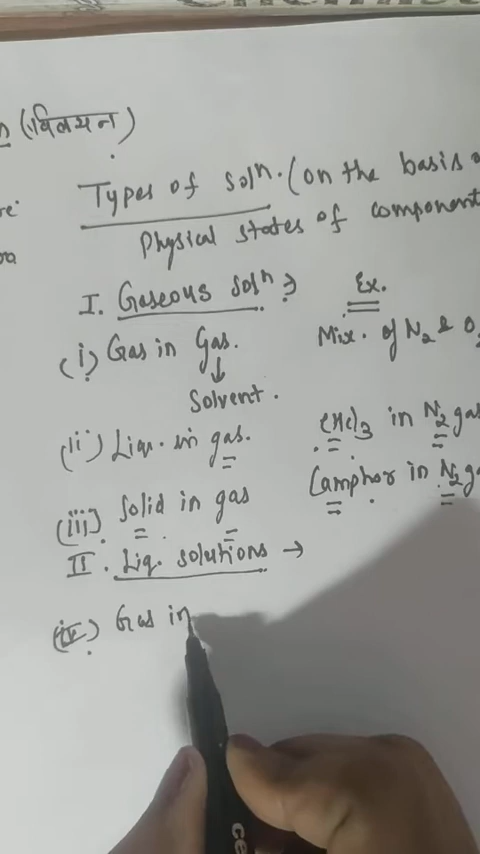 (विलयन)
Types of solⁿ. (on the basis
Physical states of component
I. Gaseous solⁿ →
Ex.
(i) Gas in Gas.
Mix. of N₂ & O₂
↓
Solvent.
(ii) Liq. in gas.
CHCl₃ in N₂ gas
(iii) Solid in gas
Camphor in N₂ ga
II. Liq. solutions →
(iv) Gas in